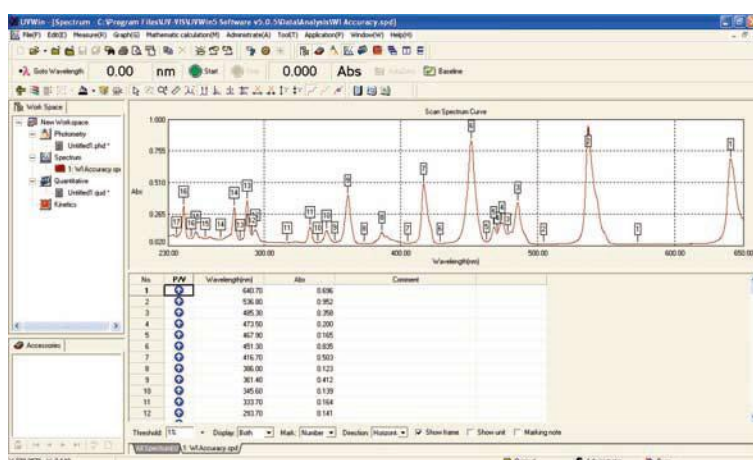 UVWin - [Spectrum - C:\Program Files\UV-VIS\UVWin5 Software v5.0.5\Data\Analysis\Wl Accuracy.spd]
File(F) Edit(E) Measure(R) Graph(G) Mathematic calculation(M) Administrate(A) Tool(T) Application(P) Window(W) Help(H)
Goto Wavelength 0.00 nm Start 0.000 Abs Baseline
Work Space
New Workspace
Photometry
Untitled1.phd *
Spectrum
1: Wl Accuracy.sp
Quantitative
Untitled1.qud *
Kinetics
Accessories
Scan Spectrum Curve
Abs
1.000
0.755
0.510
0.265
0.020
230.00 300.00 400.00 500.00 600.00 650.00
Wavelength(nm)
No. P/V Wavelength(nm) Abs Comment
1 640.70 0.696
2 536.80 0.952
3 485.30 0.358
4 473.50 0.200
5 467.90 0.165
6 451.30 0.835
7 416.70 0.503
8 386.00 0.123
9 361.40 0.412
10 345.60 0.139
11 333.70 0.164
12 293.70 0.141
Threshold: 1% Display: Both Mark: Number Direction: Horizont Show frame Show unit Marking note
1: Wl Accuracy.spd